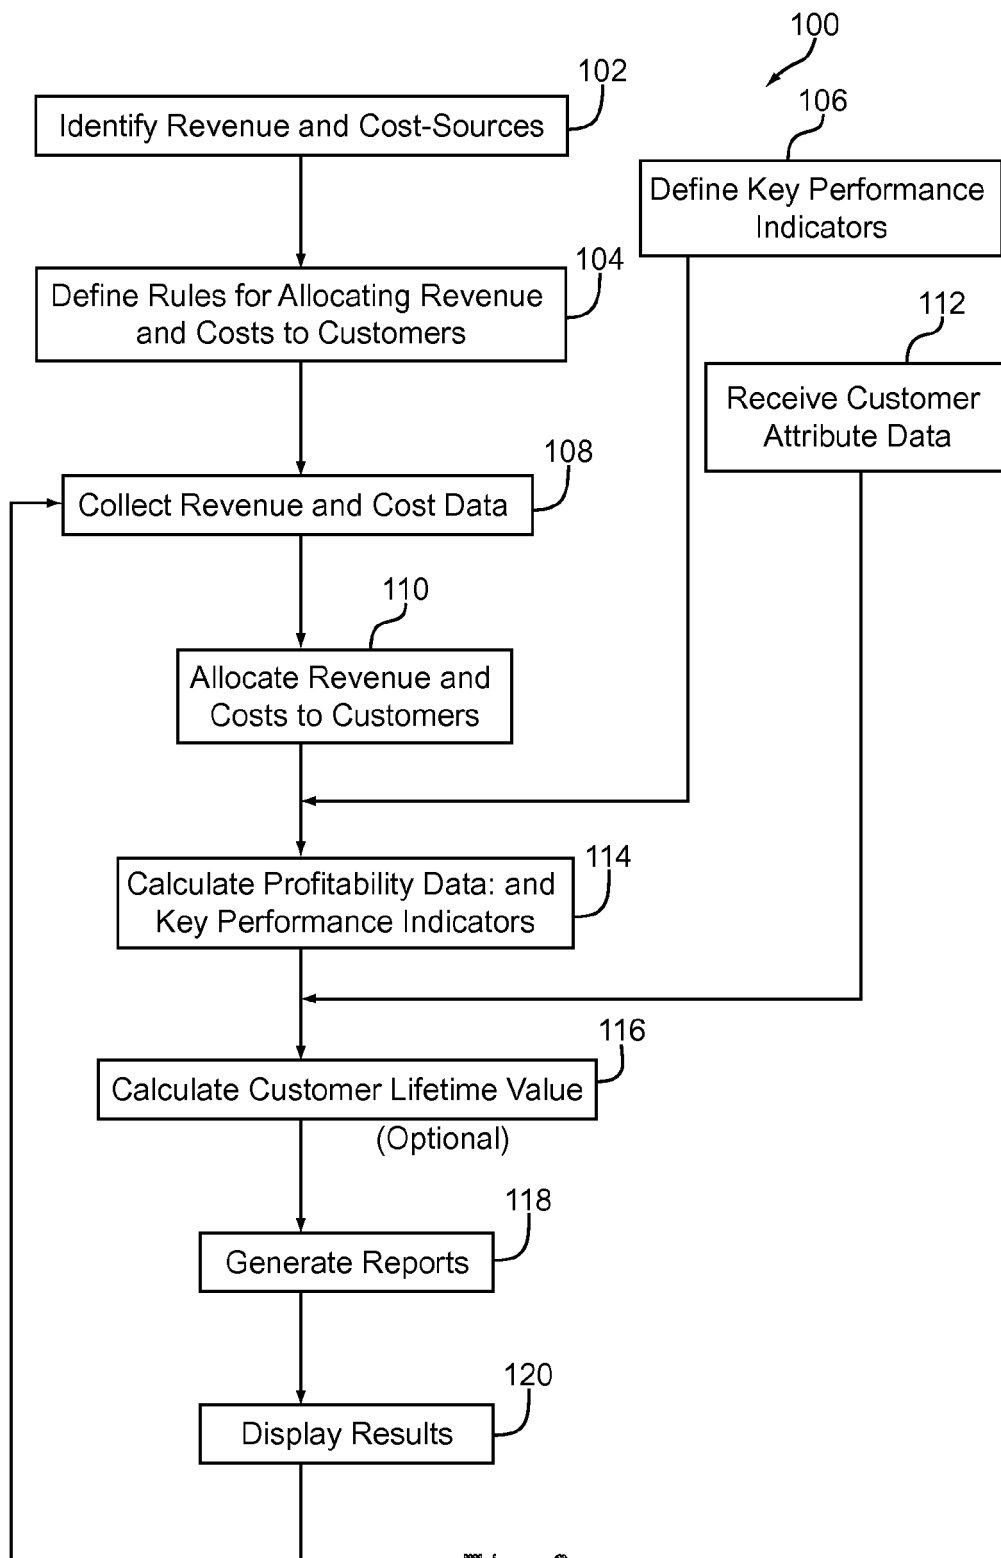 100
102
Identify Revenue and Cost-Sources
106
Define Key Performance
Indicators
104
Define Rules for Allocating Revenue
and Costs to Customers
112
Receive Customer
Attribute Data
108
Collect Revenue and Cost Data
110
Allocate Revenue and
Costs to Customers
114
Calculate Profitability Data: and
Key Performance Indicators
116
Calculate Customer Lifetime Value
(Optional)
118
Generate Reports
120
Display Results